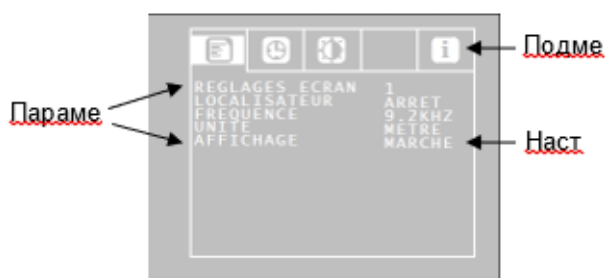 Подме
Параме
REGLAGES ECRAN 1
LOCALISATEUR ARRET
FREQUENCE 9.2KHZ
UNITE METRE
AFFICHAGE MARCHE
Наст